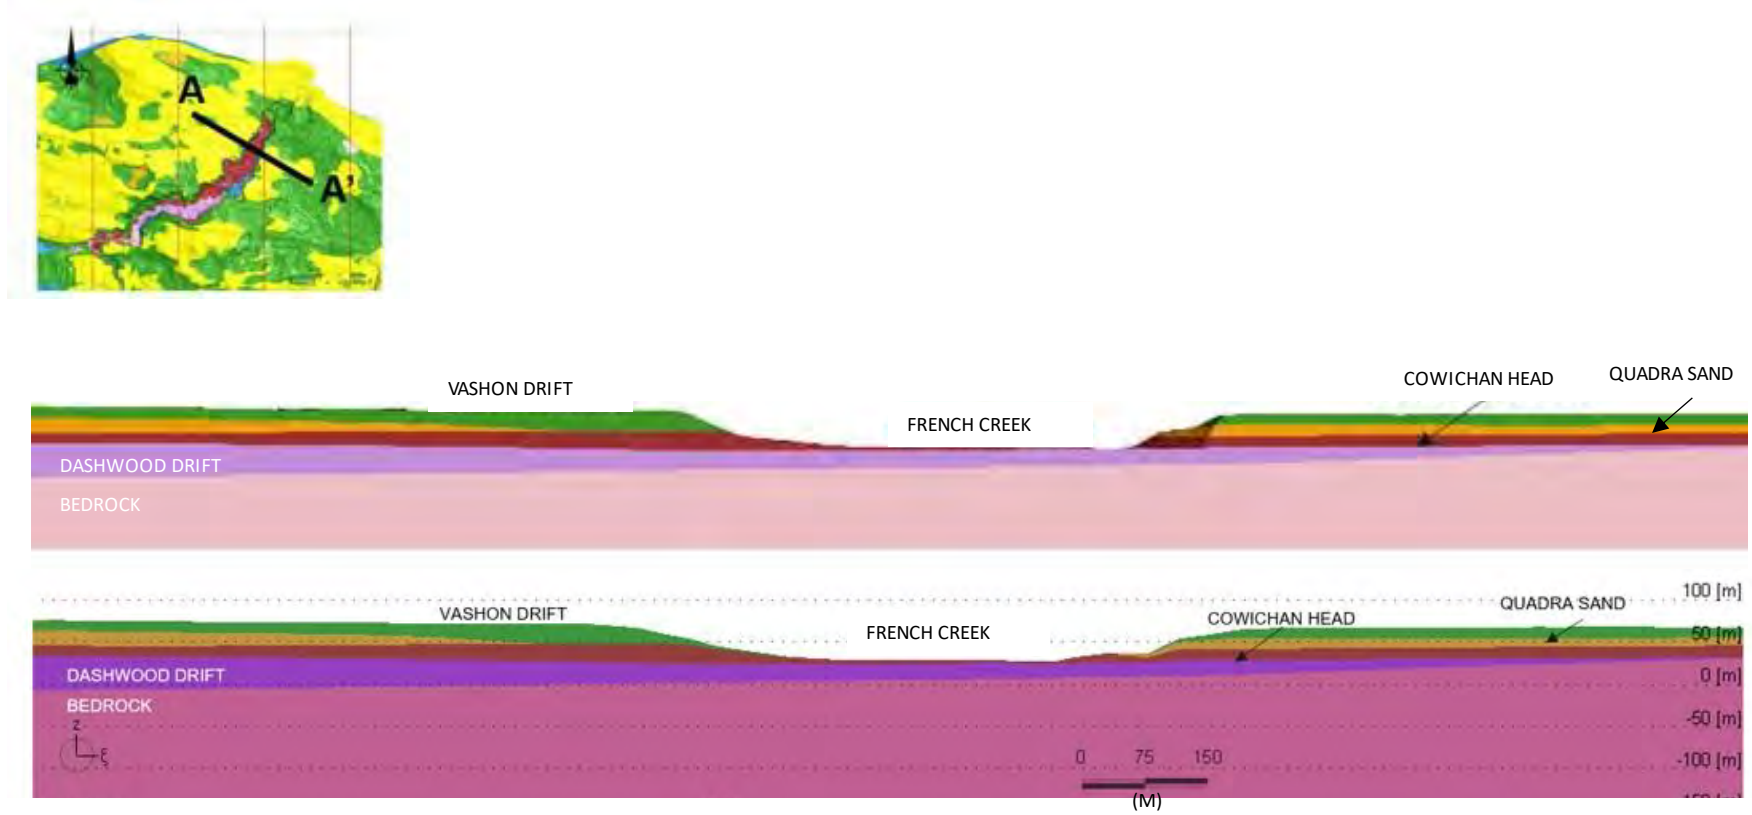 A
A'
VASHON DRIFT
COWICHAN HEAD
QUADRA SAND
FRENCH CREEK
DASHWOOD DRIFT
BEDROCK
100 [m]
VASHON DRIFT
QUADRA SAND
COWICHAN HEAD
FRENCH CREEK
50 [m]
DASHWOOD DRIFT
0 [m]
BEDROCK
-50 [m]
z
ξ
0 75 150
-100 [m]
(M)